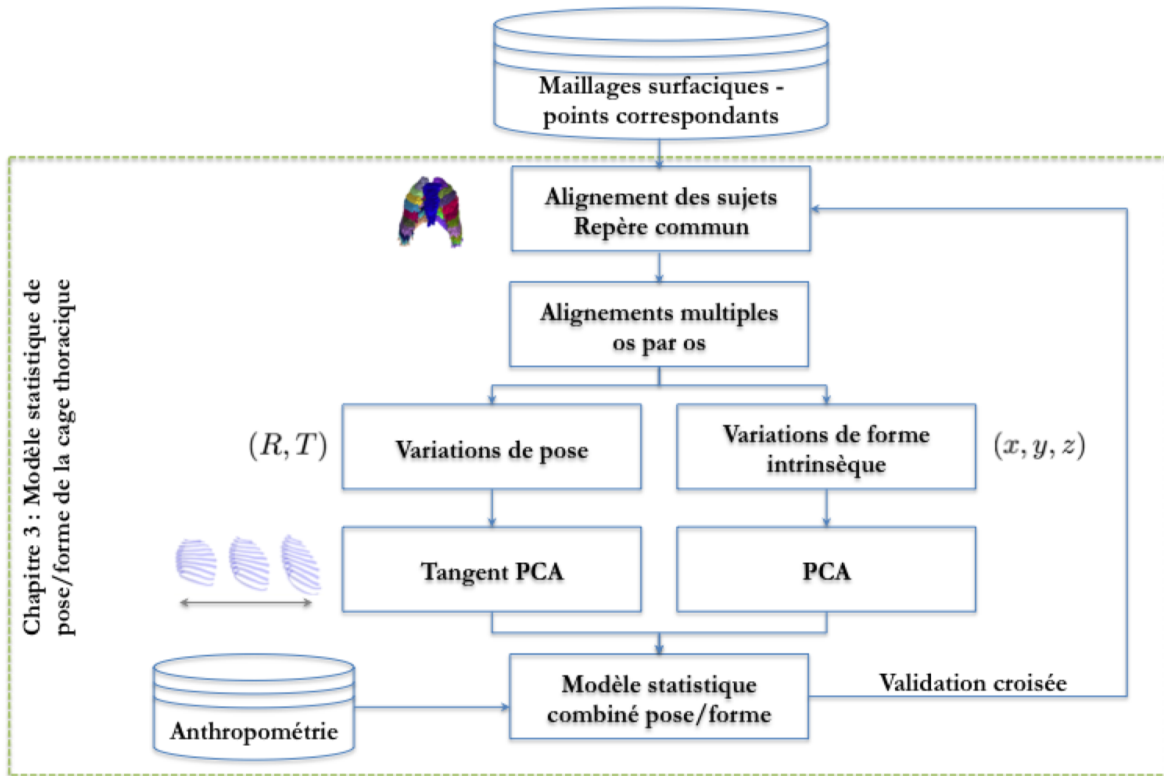 Maillages surfaciques -
points correspondants
Alignement des sujets
Repère commun
Alignements multiples
os par os
(R, T)
Variations de pose
Variations de forme
intrinsèque
(x, y, z)
Tangent PCA
PCA
Modèle statistique
combiné pose/forme
Validation croisée
Anthropométrie
Chapitre 3 : Modèle statistique de
pose/forme de la cage thoracique